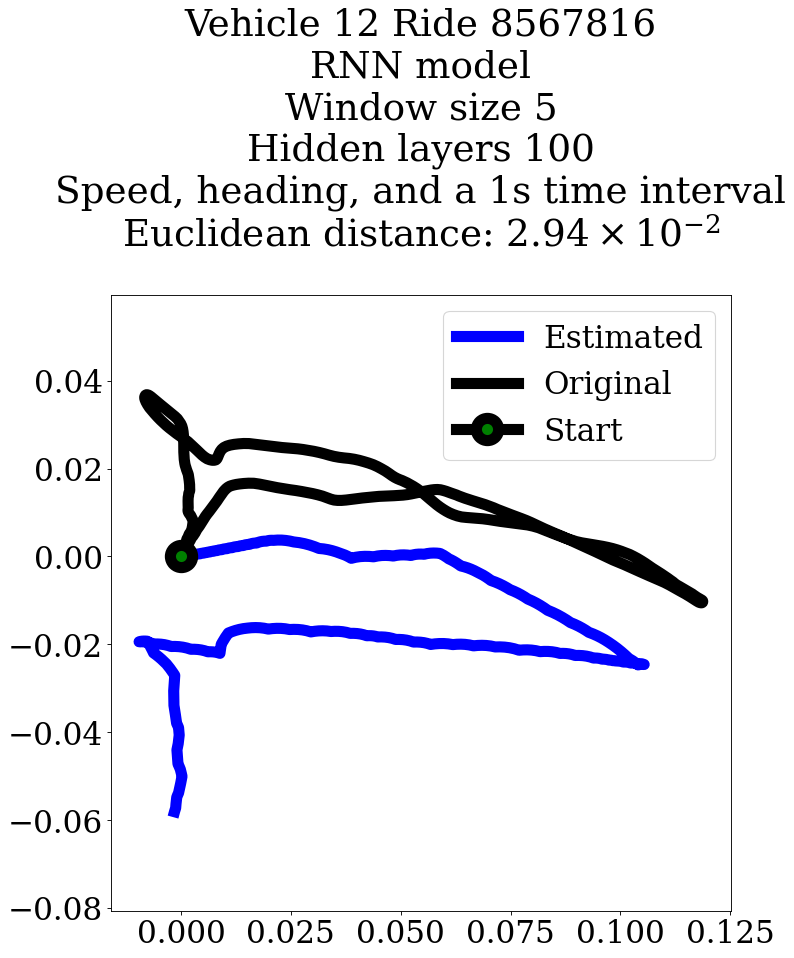 Vehicle 12 Ride 8567816
RNN model
Window size 5
Hidden layers 100
Speed, heading, and a 1s time interval
Euclidean distance: 2.94 × 10⁻²
Estimated
Original
Start
0.04
0.02
0.00
−0.02
−0.04
−0.06
−0.08
0.000 0.025 0.050 0.075 0.100 0.125